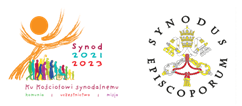 Synod
2021
2023
Ku Kościołowi synodalnemu
komunia / uczestnictwo / misja
SYNODUS EPISCOPORUM